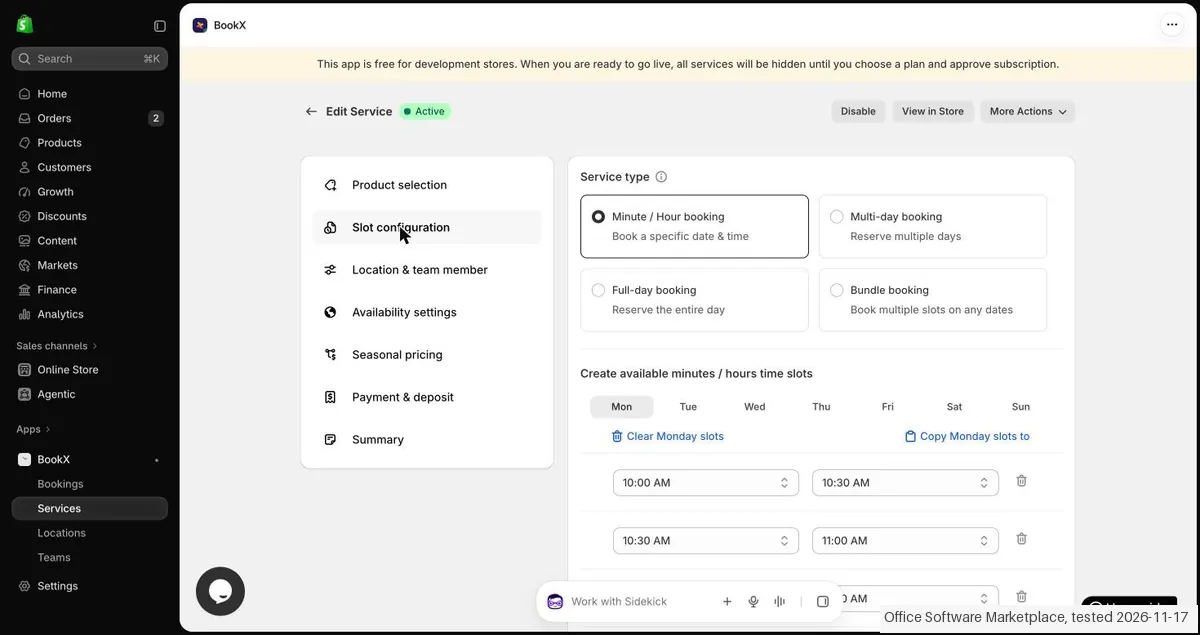 Search ⌘K
Home
Orders 2
Products
Customers
Growth
Discounts
Content
Markets
Finance
Analytics
Sales channels
Online Store
Agentic
Apps
BookX
Bookings
Services
Locations
Teams
Settings
BookX
This app is free for development stores. When you are ready to go live, all services will be hidden until you choose a plan and approve subscription.
Edit Service Active
Disable
View in Store
More Actions
Product selection
Slot configuration
Location & team member
Availability settings
Seasonal pricing
Payment & deposit
Summary
Service type
Minute / Hour booking
Book a specific date & time
Multi-day booking
Reserve multiple days
Full-day booking
Reserve the entire day
Bundle booking
Book multiple slots on any dates
Create available minutes / hours time slots
Mon Tue Wed Thu Fri Sat Sun
Clear Monday slots
Copy Monday slots to
10:00 AM 10:30 AM
10:30 AM 11:00 AM
AM
Work with Sidekick
Office Software Marketplace, tested 2026-11-17